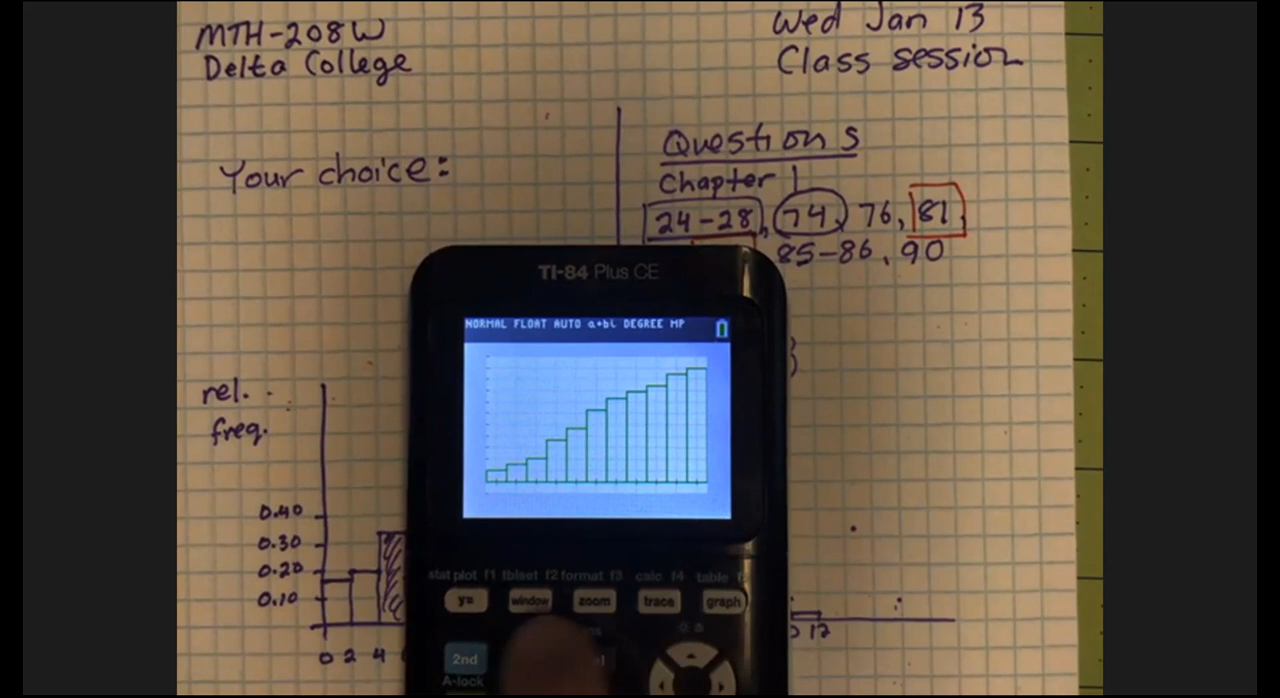 MTH-208W
Delta College
Wed Jan 13
Class session
Your choice:
Questions
Chapter 1
24-28, 74, 76, 81,
85-86, 90
TI-84 Plus CE
NORMAL FLOAT AUTO a+bi DEGREE MP
rel.
freq.
0.40
0.30
0.20
0.10
0 2 4
12
stat plot f1 tblset f2 format f3 calc f4 table
y= window zoom trace graph
2nd
A-lock